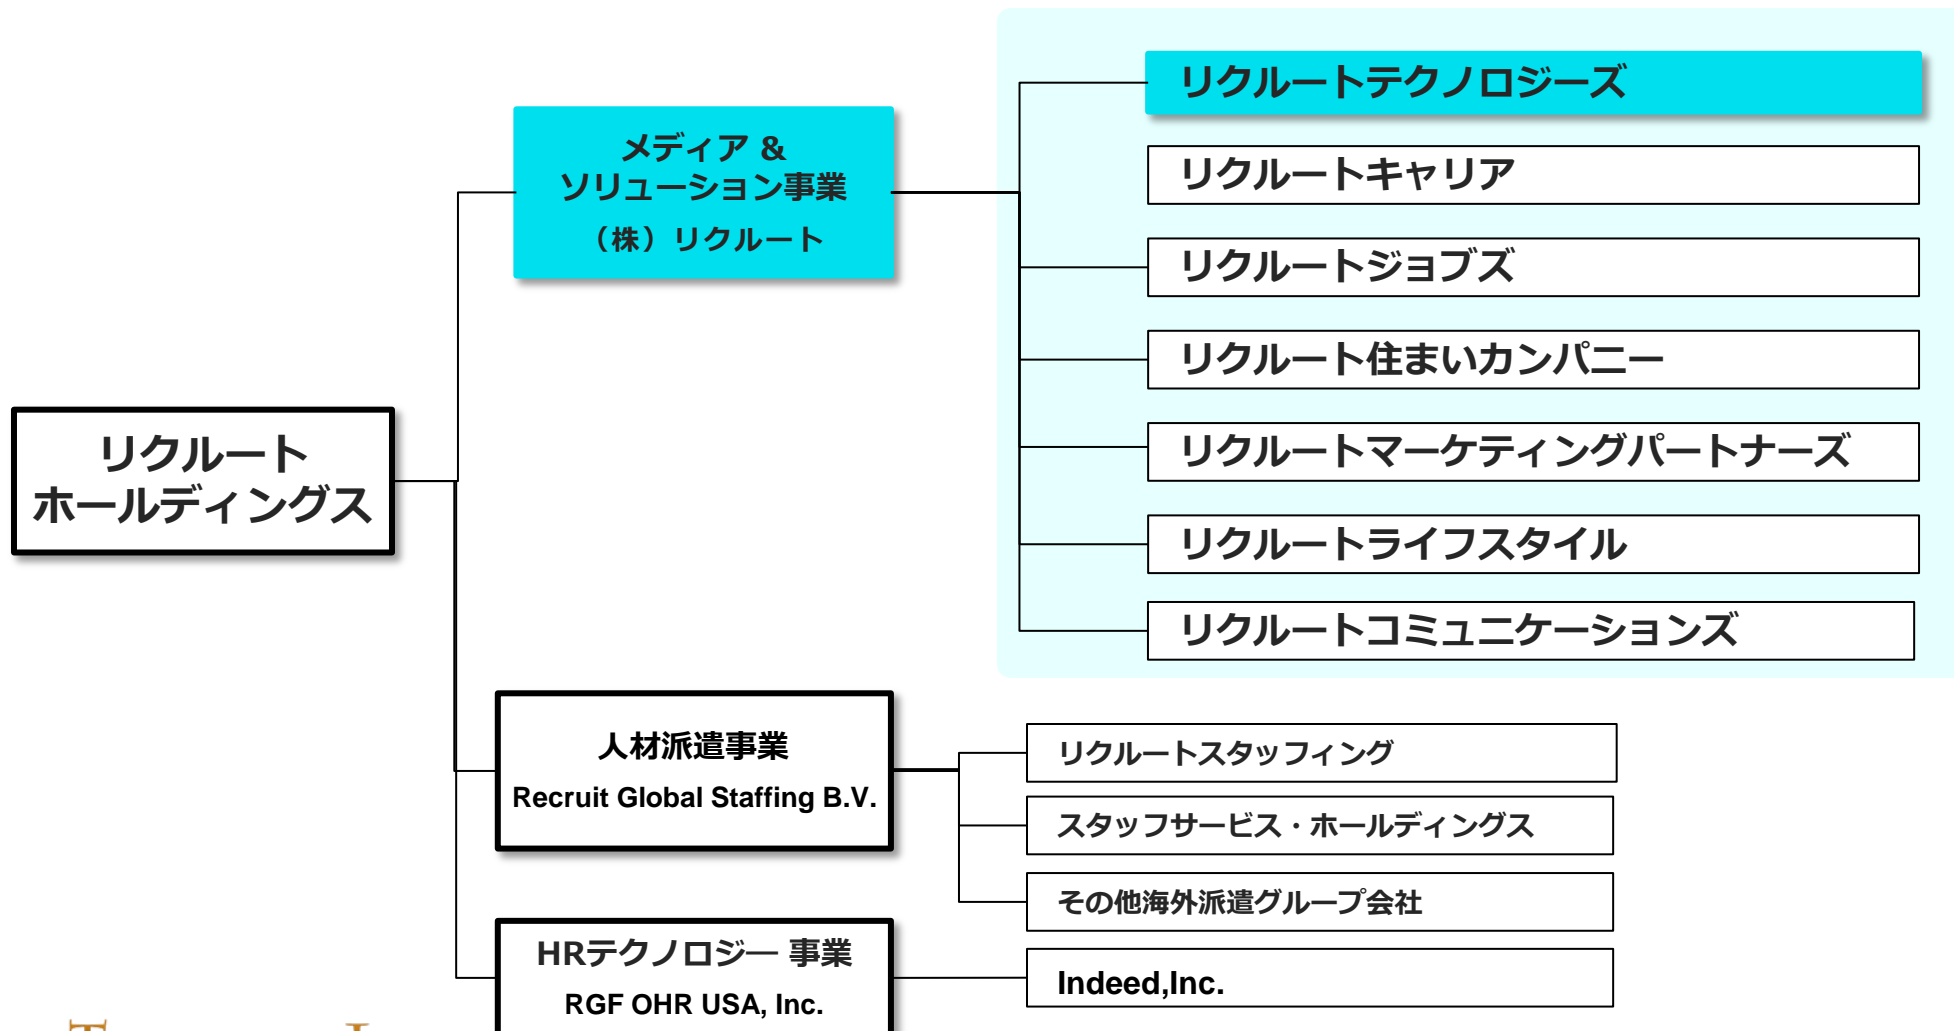 リクルート
ホールディングス
メディア &
ソリューション事業
（株）リクルート
リクルートテクノロジーズ
リクルートキャリア
リクルートジョブズ
リクルート住まいカンパニー
リクルートマーケティングパートナーズ
リクルートライフスタイル
リクルートコミュニケーションズ
人材派遣事業
Recruit Global Staffing B.V.
リクルートスタッフィング
スタッフサービス・ホールディングス
その他海外派遣グループ会社
HRテクノロジー 事業
RGF OHR USA, Inc.
Indeed,Inc.